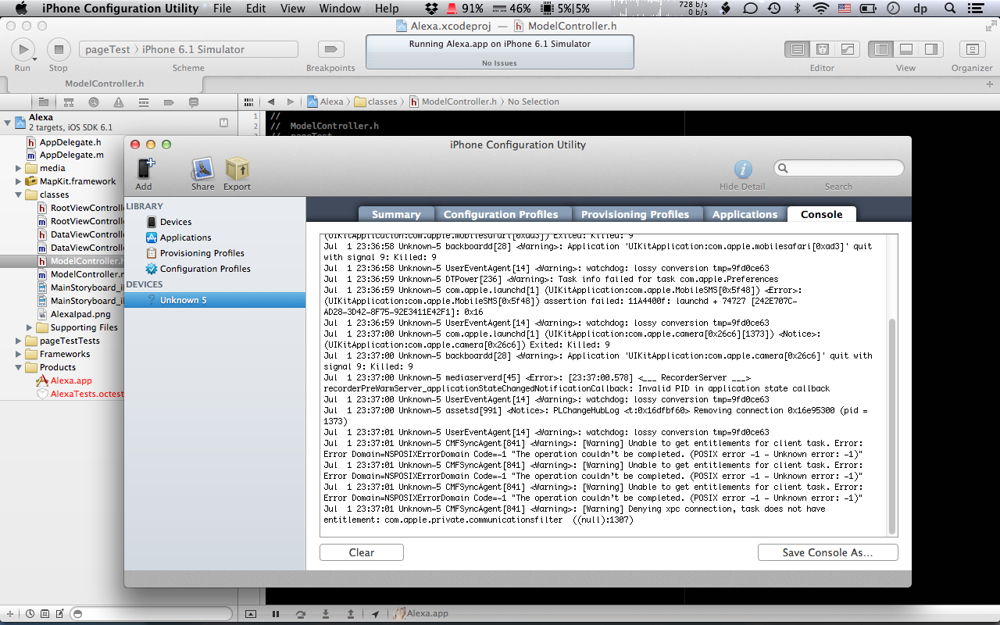 iPhone Configuration Utility File Edit View Window Help 91% 46% 5%|5% 728 b/s 0 b/s dp
Alexa.xcodeproj — ModelController.h
pageTest 〉 iPhone 6.1 Simulator
Running Alexa.app on iPhone 6.1 Simulator
No Issues
Run Stop Scheme Breakpoints Editor View Organizer
ModelController.h
Alexa 〉 classes 〉 ModelController.h 〉 No Selection
Alexa
2 targets, iOS SDK 6.1
M
AppDelegate.h
AppDelegate.m
media
MapKit.framework
classes
RootViewControlle
RootViewControlle
DataViewControll
DataViewControll
ModelController.h
ModelController.r
MainStoryboard_i
MainStoryboard_i
AlexaIpad.png
Supporting Files
pageTestTests
Frameworks
Products
Alexa.app
AlexaTests.octest
1 //
2 // ModelController.h
3 // pageTest
iPhone Configuration Utility
Add Share Export Hide Detail Search
LIBRARY
Devices
Applications
Provisioning Profiles
Configuration Profiles
DEVICES
Unknown 5
Summary Configuration Profiles Provisioning Profiles Applications Console
(UIKitApplication:com.apple.mobilesafari[0xad3]) Exited: Killed: 9
Jul 1 23:36:58 Unknown-5 backboardd[28] <Warning>: Application 'UIKitApplication:com.apple.mobilesafari[0xad3]' quit
with signal 9: Killed: 9
Jul 1 23:36:58 Unknown-5 UserEventAgent[14] <Warning>: watchdog: lossy conversion tmp=9fd0ce63
Jul 1 23:36:59 Unknown-5 DTPower[236] <Warning>: Task info failed for task com.apple.Preferences
Jul 1 23:36:59 Unknown-5 com.apple.launchd[1] (UIKitApplication:com.apple.MobileSMS[0x5f48]) <Error>:
(UIKitApplication:com.apple.MobileSMS[0x5f48]) assertion failed: 11A4400f: launchd + 74727 [242E707C-
AD28-3D42-8F75-92E3411E42F1]: 0x16
Jul 1 23:36:59 Unknown-5 UserEventAgent[14] <Warning>: watchdog: lossy conversion tmp=9fd0ce63
Jul 1 23:37:00 Unknown-5 com.apple.launchd[1] (UIKitApplication:com.apple.camera[0x26c6][1373]) <Notice>:
(UIKitApplication:com.apple.camera[0x26c6]) Exited: Killed: 9
Jul 1 23:37:00 Unknown-5 backboardd[28] <Warning>: Application 'UIKitApplication:com.apple.camera[0x26c6]' quit with
signal 9: Killed: 9
Jul 1 23:37:00 Unknown-5 mediaserverd[45] <Error>: [23:37:00.578] <___ RecorderServer ___>
recorderPreWarmServer_applicationStateChangedNotificationCallback: Invalid PID in application state callback
Jul 1 23:37:00 Unknown-5 UserEventAgent[14] <Warning>: watchdog: lossy conversion tmp=9fd0ce63
Jul 1 23:37:00 Unknown-5 assetsd[991] <Notice>: PLChangeHubLog <t:0x16dfbf60> Removing connection 0x16e95300 (pid =
1373)
Jul 1 23:37:01 Unknown-5 UserEventAgent[14] <Warning>: watchdog: lossy conversion tmp=9fd0ce63
Jul 1 23:37:01 Unknown-5 CMFSyncAgent[841] <Warning>: [Warning] Unable to get entitlements for client task. Error:
Error Domain=NSPOSIXErrorDomain Code=-1 "The operation couldn't be completed. (POSIX error -1 - Unknown error: -1)"
Jul 1 23:37:01 Unknown-5 CMFSyncAgent[841] <Warning>: [Warning] Unable to get entitlements for client task. Error:
Error Domain=NSPOSIXErrorDomain Code=-1 "The operation couldn't be completed. (POSIX error -1 - Unknown error: -1)"
Jul 1 23:37:01 Unknown-5 CMFSyncAgent[841] <Warning>: [Warning] Unable to get entitlements for client task. Error:
Error Domain=NSPOSIXErrorDomain Code=-1 "The operation couldn't be completed. (POSIX error -1 - Unknown error: -1)"
Jul 1 23:37:01 Unknown-5 CMFSyncAgent[841] <Warning>: [Warning] Denying xpc connection, task does not have
entitlement: com.apple.private.communicationsfilter ((null):1307)
Clear Save Console As...
Alexa.app